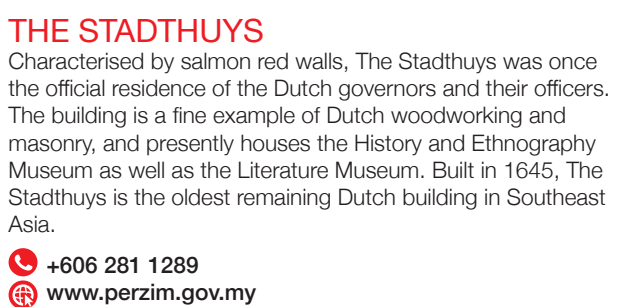 THE STADTHUYS
Characterised by salmon red walls, The Stadthuys was once
the official residence of the Dutch governors and their officers.
The building is a fine example of Dutch woodworking and
masonry, and presently houses the History and Ethnography
Museum as well as the Literature Museum. Built in 1645, The
Stadthuys is the oldest remaining Dutch building in Southeast
Asia.
+606 281 1289
www.perzim.gov.my